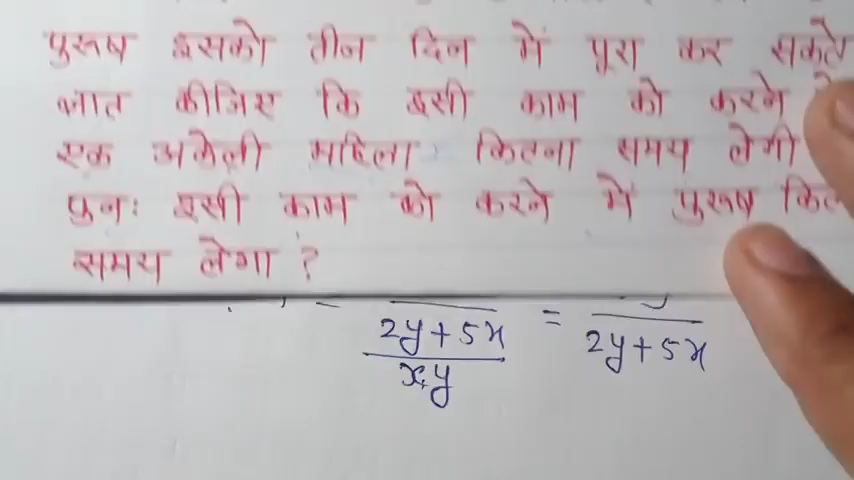 पुरूष इसको तीन दिन में पूरा कर सकते
ज्ञात कीजिए कि इसी काम को करने
एक अकेली महिला कितना समय लेगी
पुनः इसी काम को करने में पुरूष
समय लेगा ?
2y+5x = 2y+5x
xy